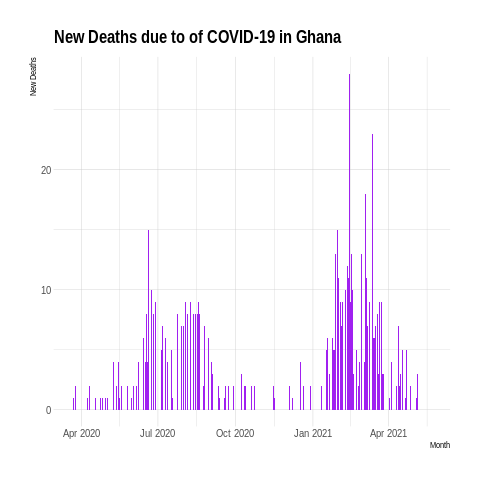 New Deaths due to of COVID-19 in Ghana
New Deaths
20
10
0
Apr 2020 Jul 2020 Oct 2020 Jan 2021 Apr 2021
Month